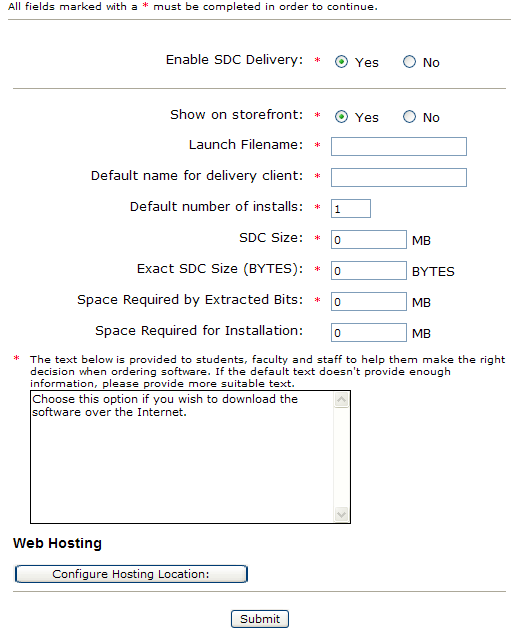 All fields marked with a * must be completed in order to continue.
Enable SDC Delivery: * Yes No
Show on storefront: * Yes No
Launch Filename: *
Default name for delivery client: *
Default number of installs: * 1
SDC Size: * 0 MB
Exact SDC Size (BYTES): * 0 BYTES
Space Required by Extracted Bits: * 0 MB
Space Required for Installation: 0 MB
* The text below is provided to students, faculty and staff to help them make the right
decision when ordering software. If the default text doesn't provide enough
information, please provide more suitable text.
Choose this option if you wish to download the
software over the Internet.
Web Hosting
Configure Hosting Location:
Submit